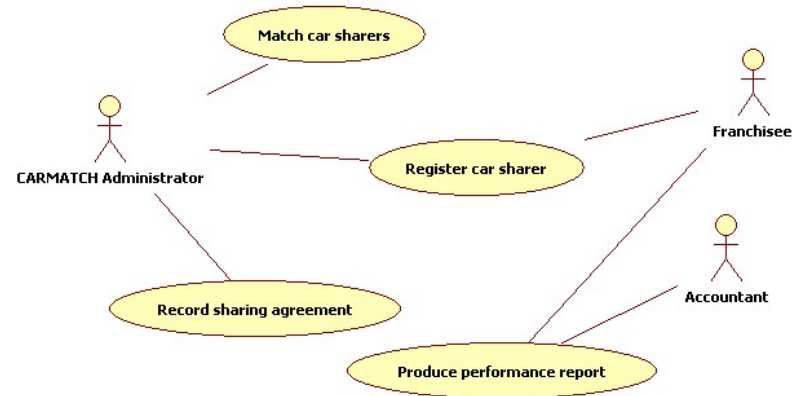 Match car sharers
Franchisee
CARMATCH Administrator
Register car sharer
Accountant
Record sharing agreement
Produce performance report